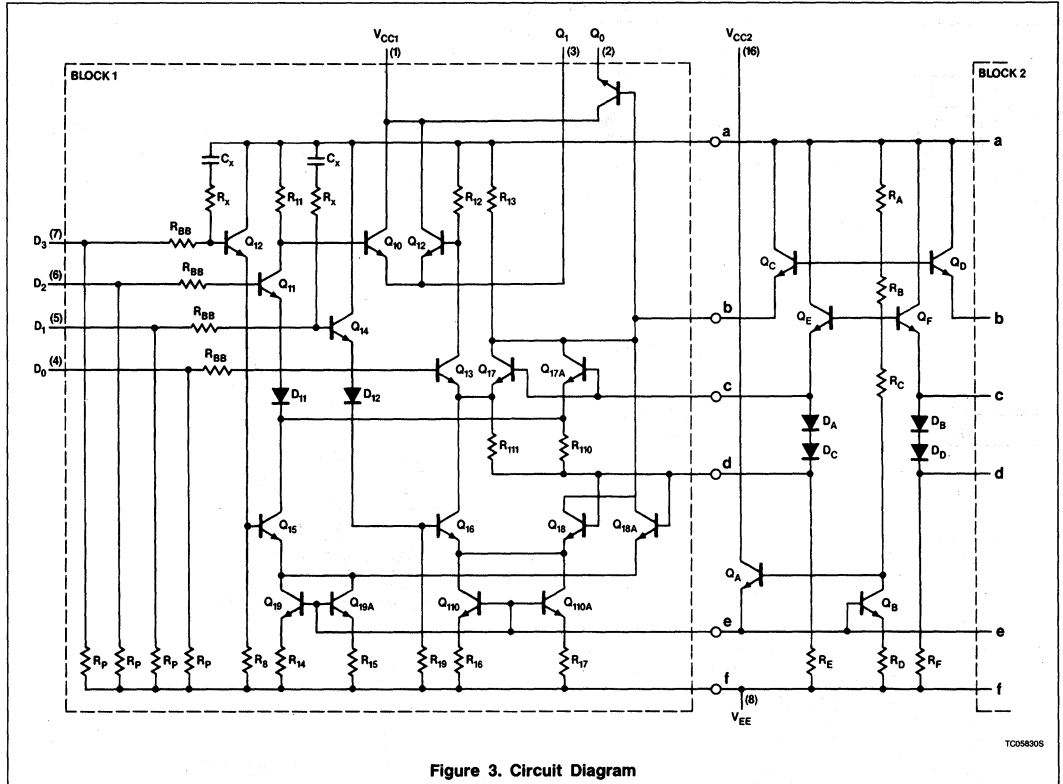 VCC1 Q1 Q0 VCC2
(1) (3) (2) (16)
BLOCK 1 BLOCK 2
a a
Cx Cx
RA
Rx R11 Rx R12 R13
D3 (7) RBB Q12 Q10 Q12
QC QD
D2 (6) RBB Q11
RB
D1 (5) RBB Q14
b b
QE QF
D0 (4) RBB Q13 Q17 Q17A
RC
D11 D12
c c
DA DB
R111 R110
DC DD
d d
Q15 Q16 Q18 Q18A
QA
Q19 Q19A Q110 Q110A
QB
e e
RP RP RP RP R8 R14 R15 R19 R16 R17
RE RD RF
f f
(8)
VEE
TC05830S
Figure 3. Circuit Diagram